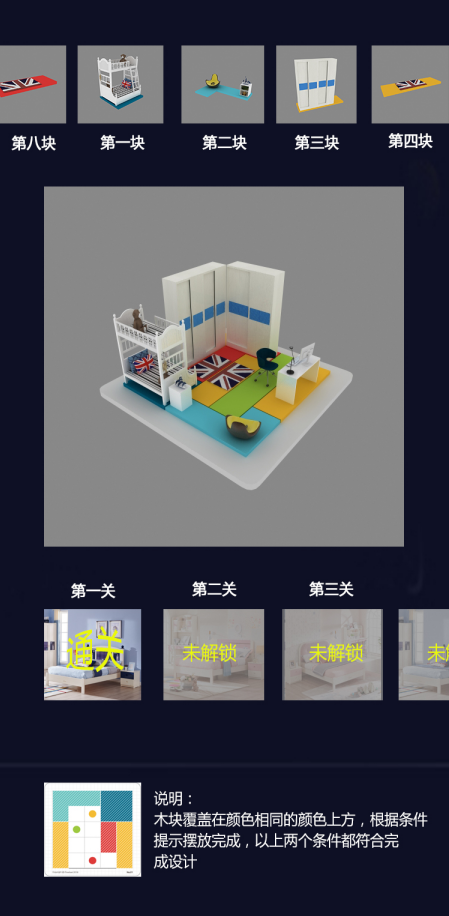 第八块 第一块 第二块 第三块 第四块
第一关 第二关 第三关
通关 未解锁 未解锁
说明：
木块覆盖在颜色相同的颜色上方，根据条件
提示摆放完成，以上两个条件都符合完
成设计